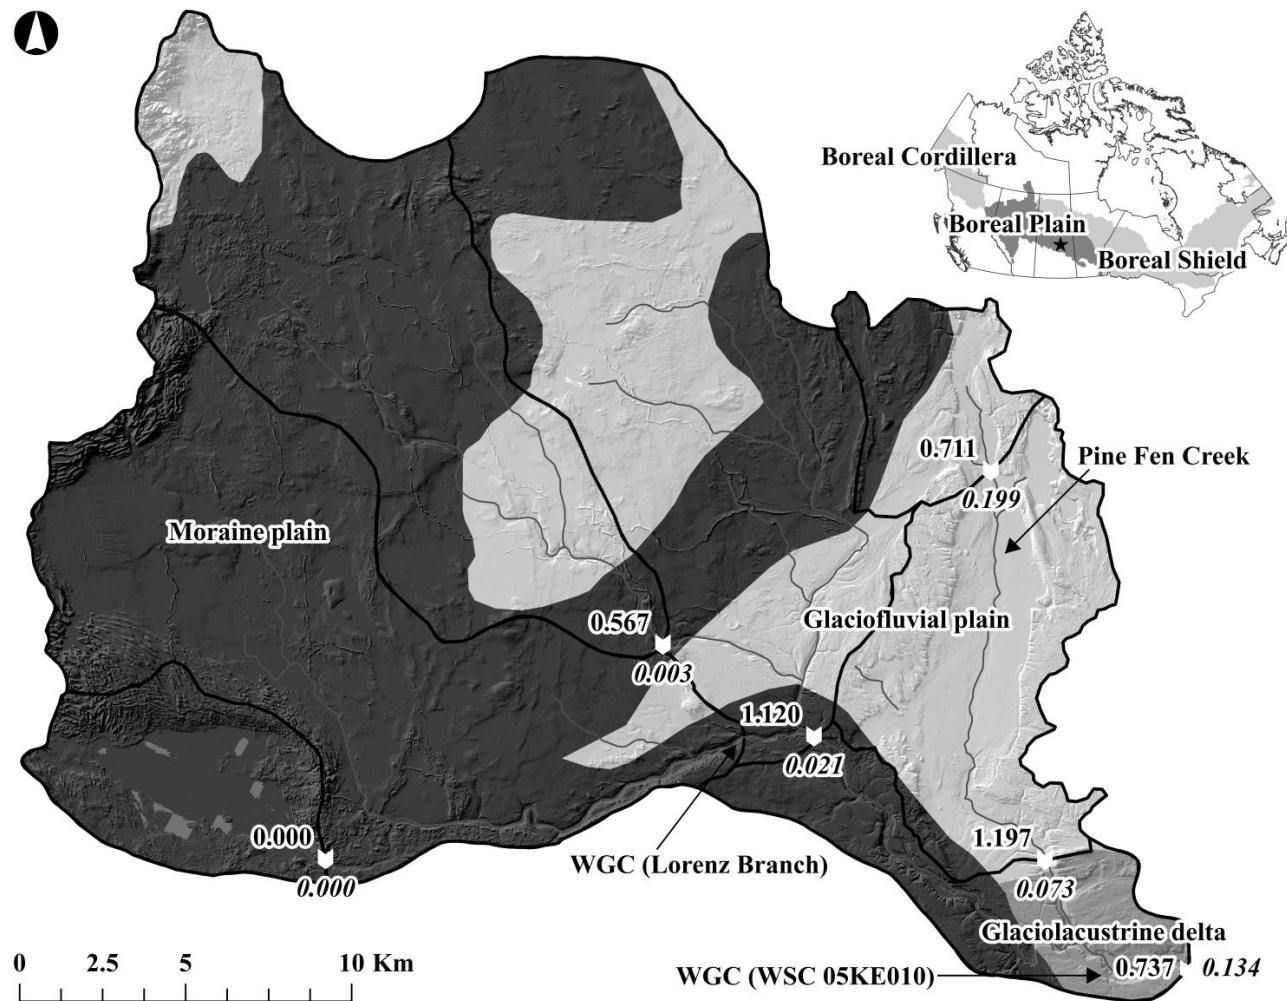 Boreal Cordillera
Boreal Plain
Boreal Shield
0.711
Pine Fen Creek
0.199
Moraine plain
0.567
Glaciofluvial plain
0.003
1.120
0.021
0.000
WGC (Lorenz Branch)
1.197
0.000
0.073
Glaciolacustrine delta
0 2.5 5 10 Km
WGC (WSC 05KE010)
0.737
0.134